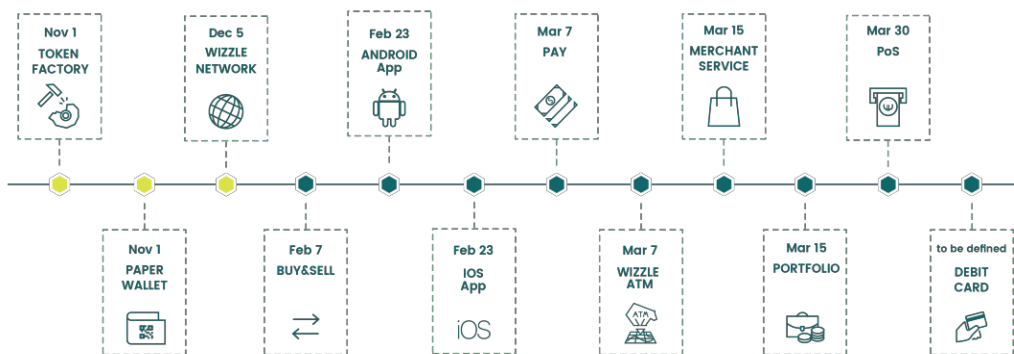 Nov 1
TOKEN
FACTORY
Dec 5
WIZZLE
NETWORK
Feb 23
ANDROID
App
Mar 7
PAY
Mar 15
MERCHANT
SERVICE
Mar 30
PoS
Nov 1
PAPER
WALLET
Feb 7
BUY&SELL
Feb 23
IOS
App
iOS
Mar 7
WIZZLE
ATM
ATM
Mar 15
PORTFOLIO
to be defined
DEBIT
CARD